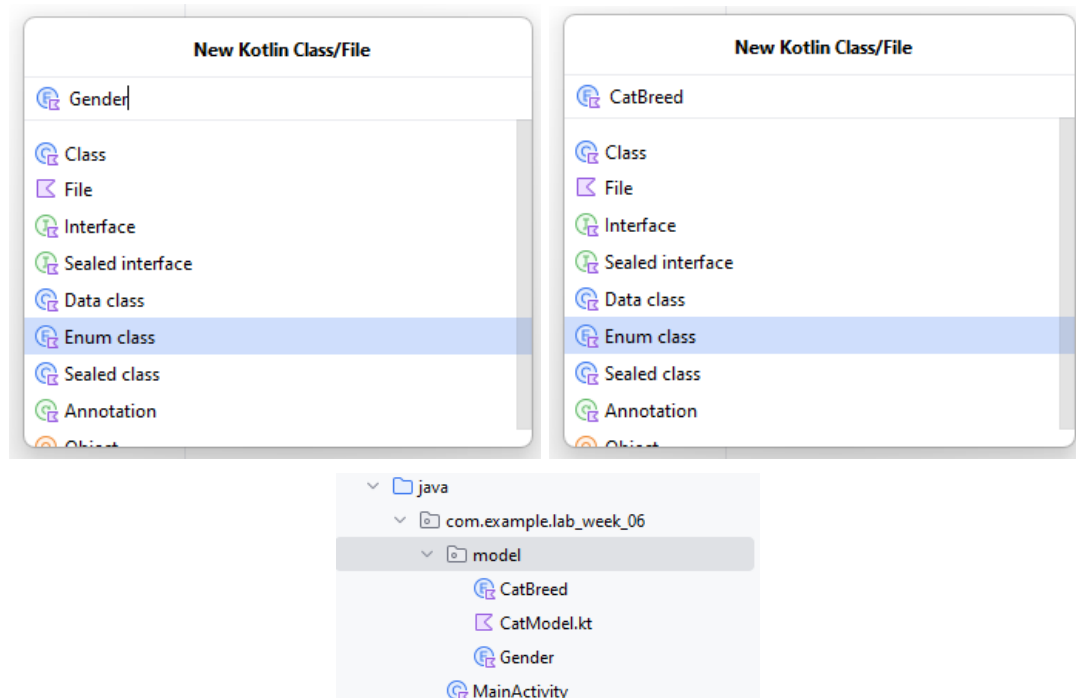 New Kotlin Class/File
Gender
Class
File
Interface
Sealed interface
Data class
Enum class
Sealed class
Annotation
Object
New Kotlin Class/File
CatBreed
Class
File
Interface
Sealed interface
Data class
Enum class
Sealed class
Annotation
Object
java
com.example.lab_week_06
model
CatBreed
CatModel.kt
Gender
MainActivity